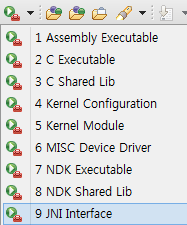 1 Assembly Executable
2 C Executable
3 C Shared Lib
4 Kernel Configuration
5 Kernel Module
6 MISC Device Driver
7 NDK Executable
8 NDK Shared Lib
9 JNI Interface